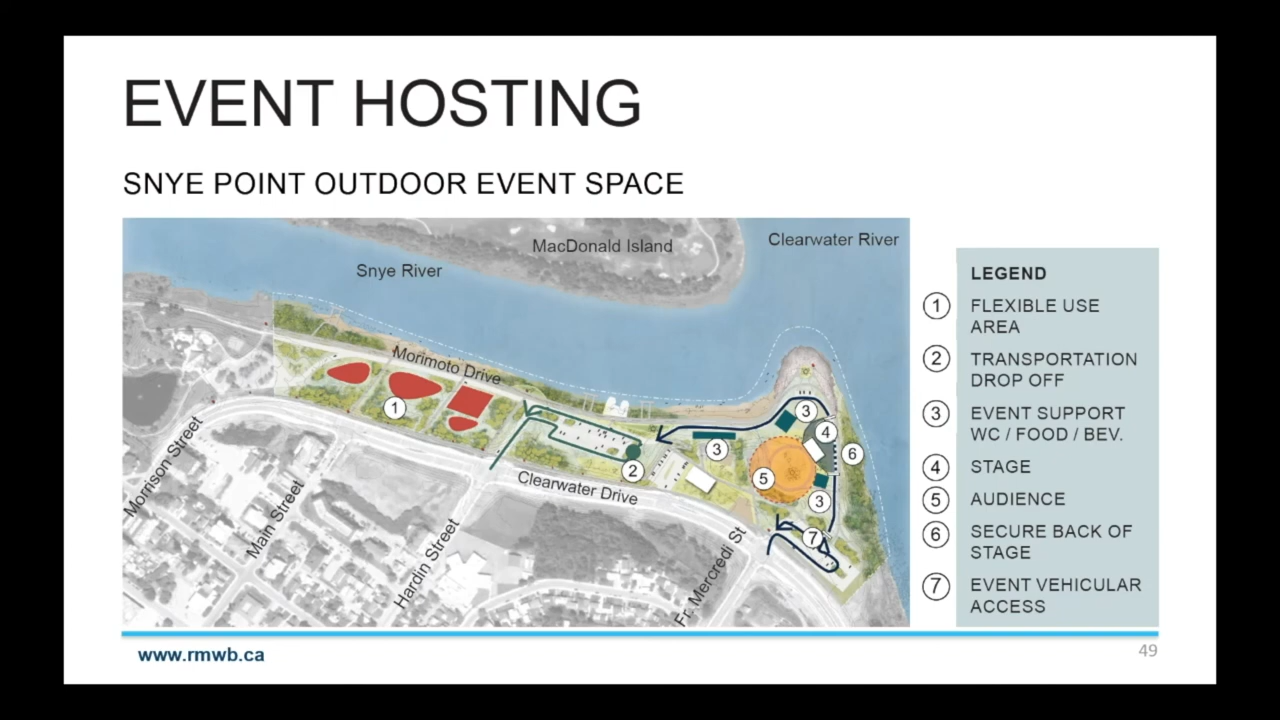 EVENT HOSTING
SNYE POINT OUTDOOR EVENT SPACE
MacDonald Island
Clearwater River
Snye River
Morimoto Drive
1
2
3
3
4
6
5
3
7
Clearwater Drive
Morrison Street
Main Street
Hardin Street
Fr. Mercredi St
LEGEND
1 FLEXIBLE USE
AREA
2 TRANSPORTATION
DROP OFF
3 EVENT SUPPORT
WC / FOOD / BEV.
4 STAGE
5 AUDIENCE
6 SECURE BACK OF
STAGE
7 EVENT VEHICULAR
ACCESS
www.rmwb.ca
49